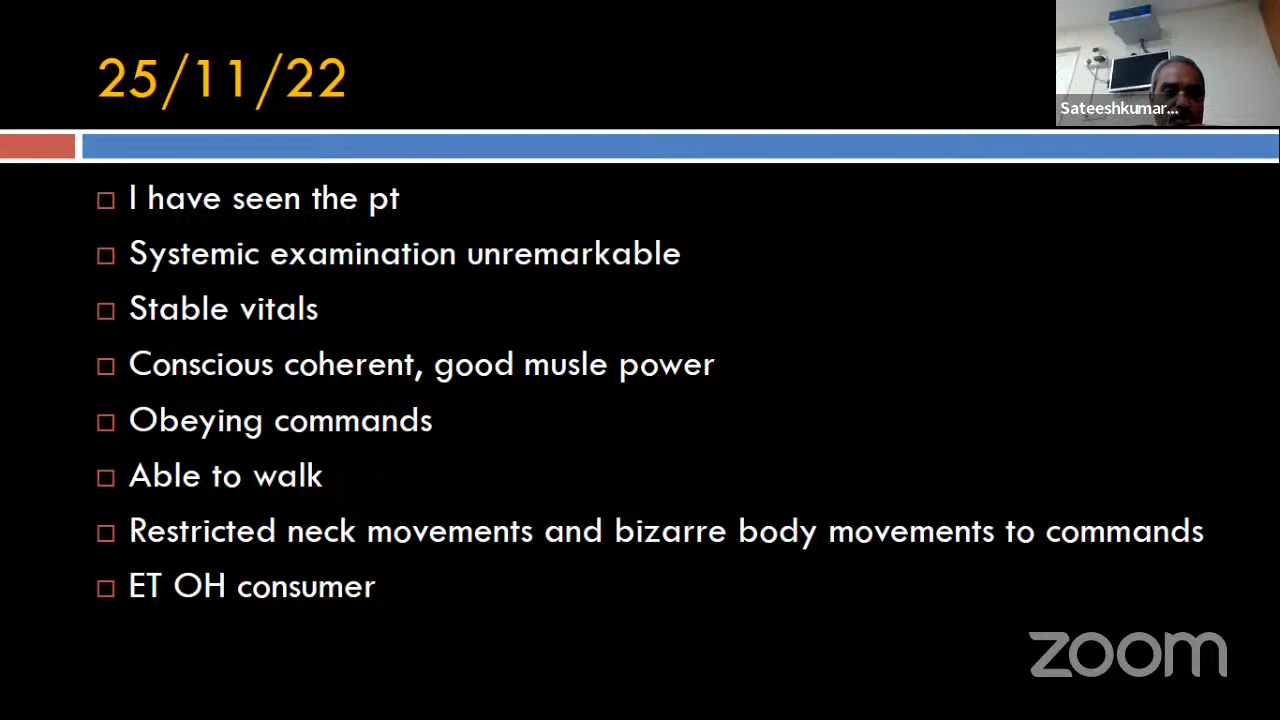 25/11/22
Sateeshkumar...
I have seen the pt
Systemic examination unremarkable
Stable vitals
Conscious coherent, good musle power
Obeying commands
Able to walk
Restricted neck movements and bizarre body movements to commands
ET OH consumer
zoom